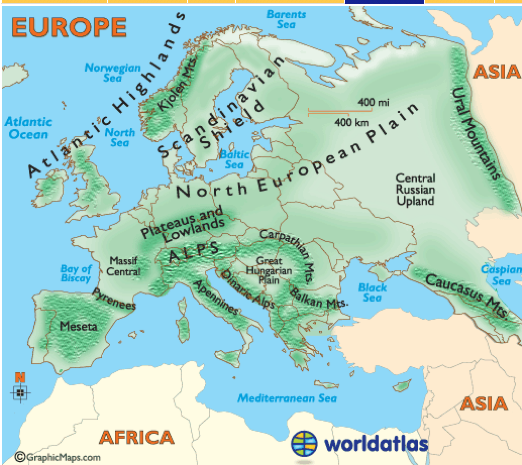 EUROPE
Barents
Sea
Norwegian
Sea
ASIA
Atlantic Highlands
Kjolen Mts.
Scandinavian
Shield
400 mi
400 km
Ural Mountains
Atlantic
Ocean
North
Sea
Baltic
Sea
North European Plain
Central
Russian
Upland
Plateaus and
Lowlands
ALPS
Carpathian Mts.
Massif
Central
Great
Hungarian
Plain
Bay of
Biscay
Caspian
Sea
Black
Sea
Caucasus Mts.
Pyrenees
Apennines
Dinaric Alps
Balkan Mts.
Meseta
N
Mediterranean Sea
ASIA
AFRICA
worldatlas
©GraphicMaps.com